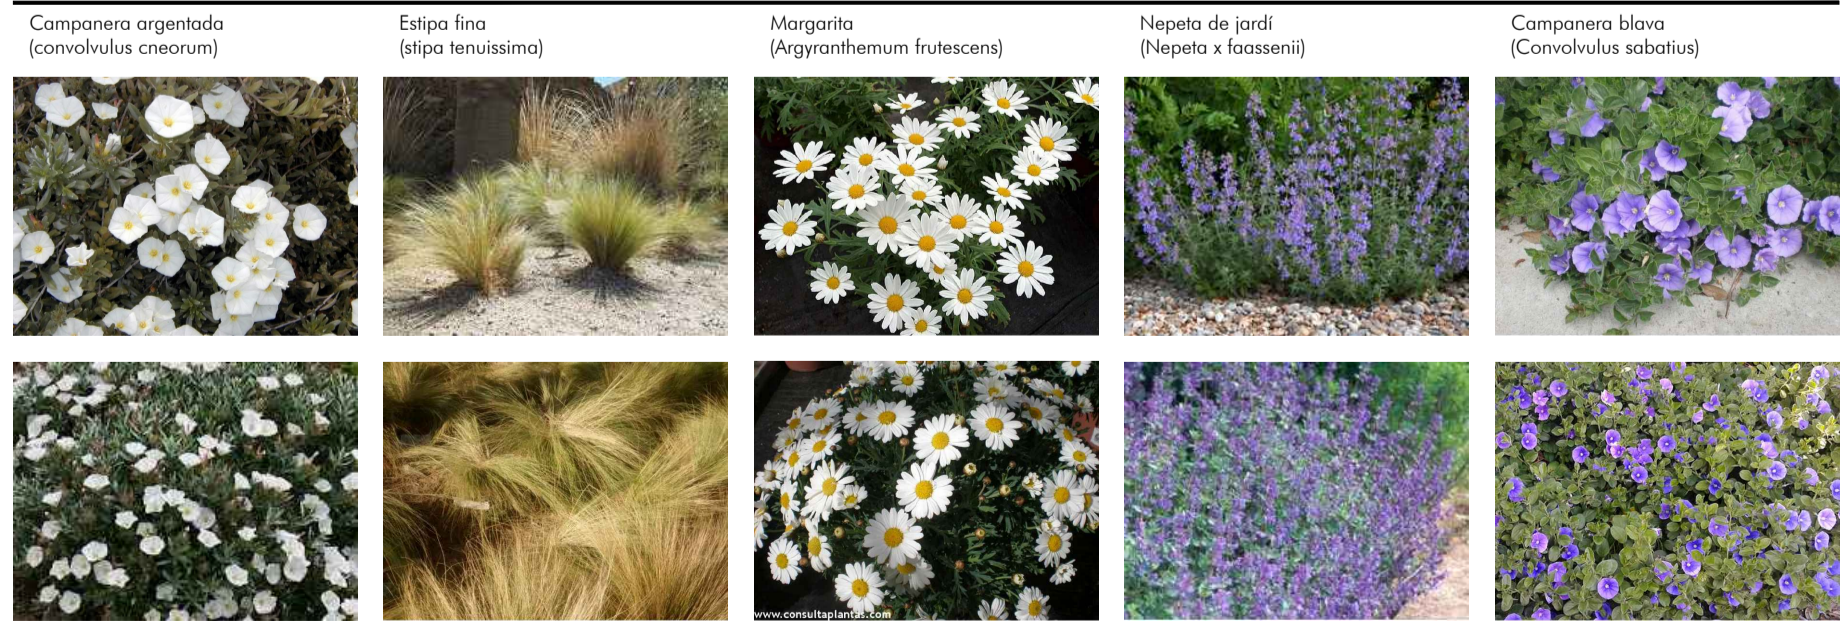 Campanera argentada
(convolvulus cneorum)
Estipa fina
(stipa tenuissima)
Margarita
(Argyranthemum frutescens)
Nepeta de jardí
(Nepeta x faassenii)
Campanera blava
(Convolvulus sabatius)
www.consultaplantas.com